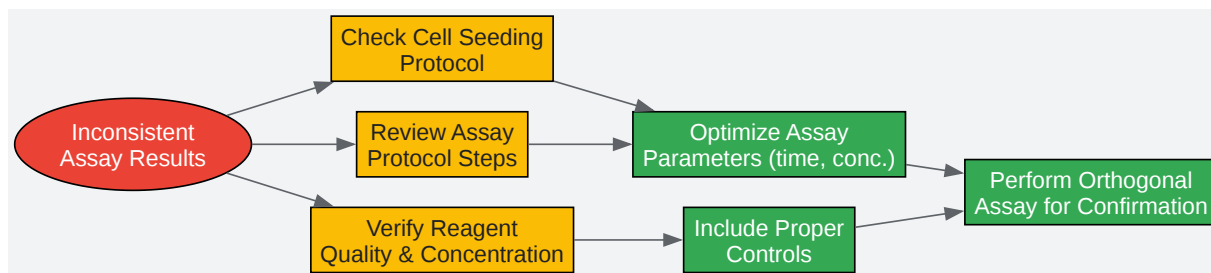 Inconsistent
Assay Results
Check Cell Seeding
Protocol
Review Assay
Protocol Steps
Verify Reagent
Quality & Concentration
Optimize Assay
Parameters (time, conc.)
Include Proper
Controls
Perform Orthogonal
Assay for Confirmation